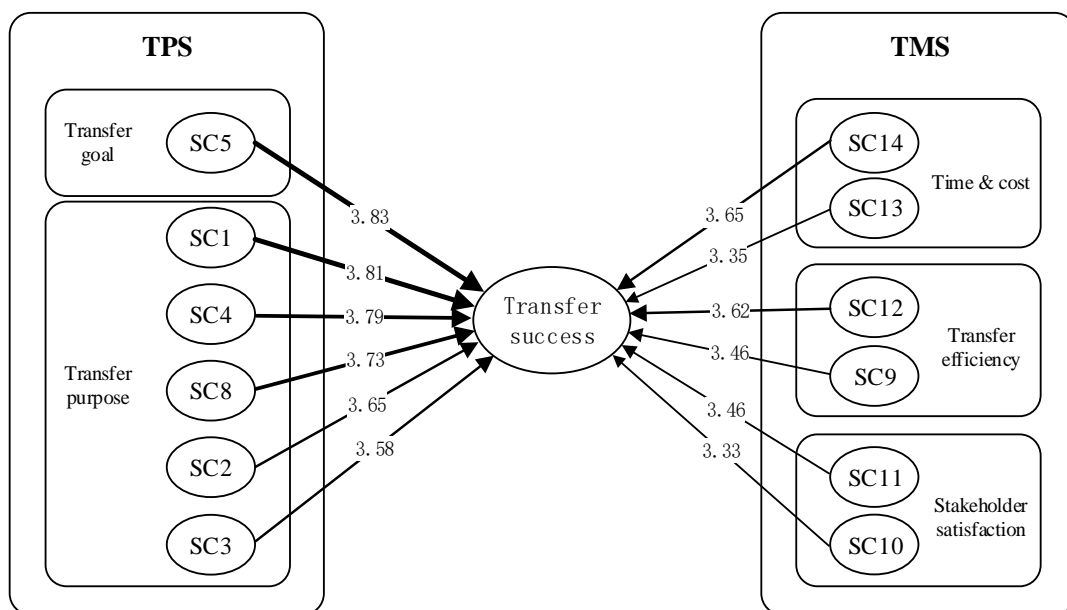 TPS
Transfer
goal
SC5
Transfer
purpose
SC1
SC4
SC8
SC2
SC3
3.83
3.81
3.79
3.73
3.65
3.58
Transfer
success
3.65
3.35
3.62
3.46
3.46
3.33
TMS
SC14
SC13
Time & cost
SC12
SC9
Transfer
efficiency
SC11
SC10
Stakeholder
satisfaction